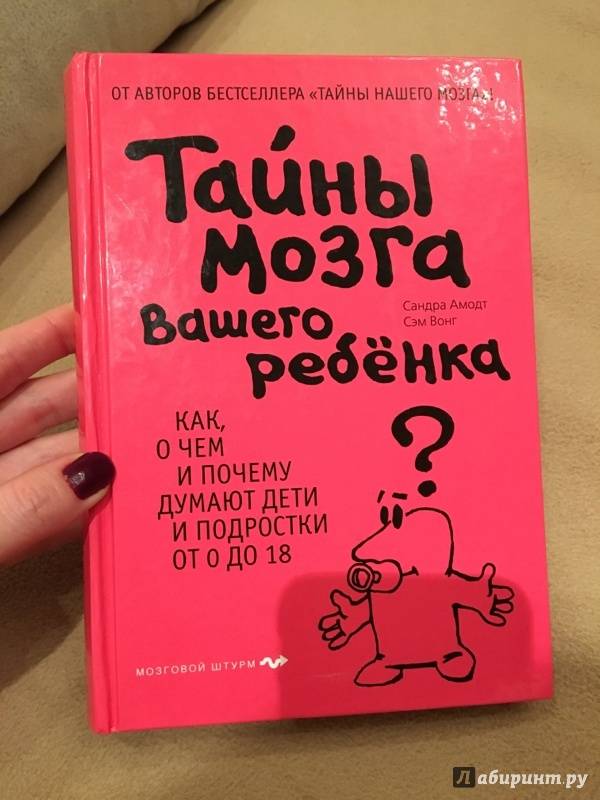 ОТ АВТОРОВ БЕСТСЕЛЛЕРА «ТАЙНЫ НАШЕГО МОЗГА»!
Тайны
мозга
Сандра Амодт
Сэм Вонг
Вашего
ребёнка
КАК,
О ЧЕМ
И ПОЧЕМУ
ДУМАЮТ ДЕТИ
И ПОДРОСТКИ
ОТ 0 ДО 18
?
МОЗГОВОЙ ШТУРМ
Лабиринт.ру